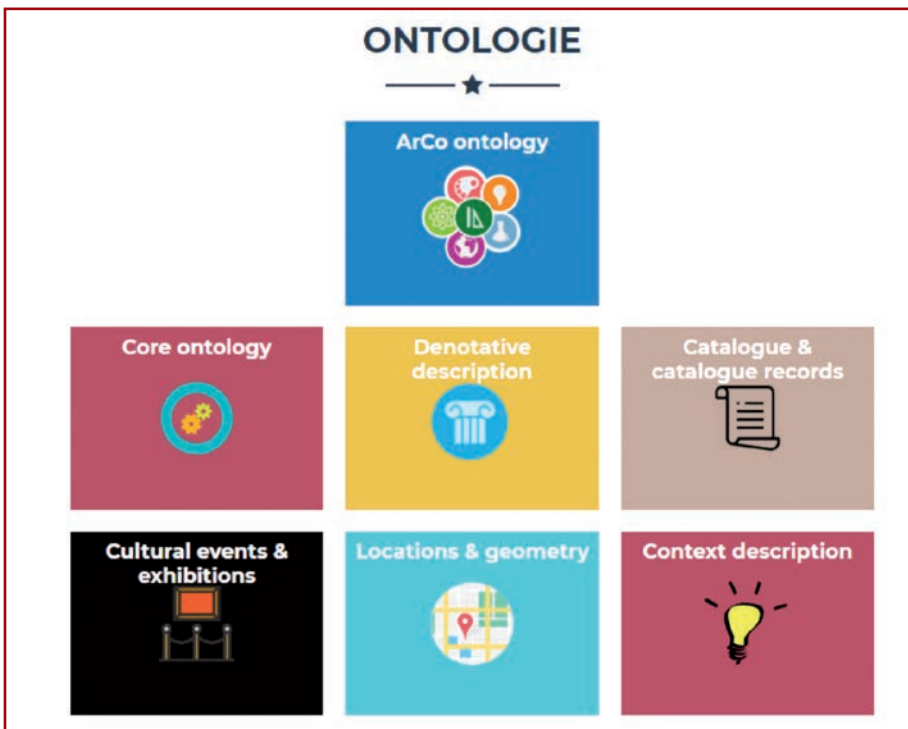 ONTOLOGIE
ArCo ontology
Core ontology
Denotative
description
Catalogue &
catalogue records
Cultural events &
exhibitions
Locations & geometry
Context description